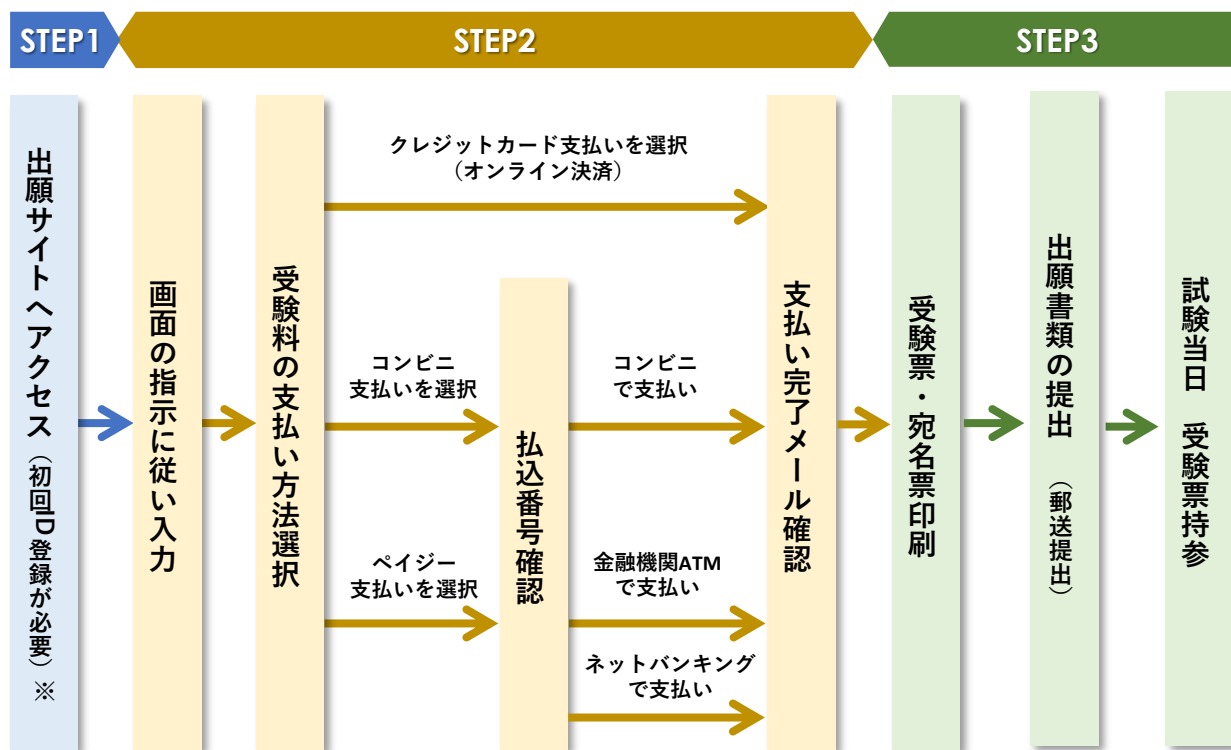 STEP1
STEP2
STEP3
出願サイトへアクセス（初回ID登録が必要）※
画面の指示に従い入力
受験料の支払い方法選択
クレジットカード支払いを選択
（オンライン決済）
コンビニ
支払いを選択
ペイジー
支払いを選択
払込番号確認
コンビニ
で支払い
金融機関ATM
で支払い
ネットバンキング
で支払い
支払い完了メール確認
受験票・宛名票印刷
出願書類の提出（郵送提出）
試験当日　受験票持参